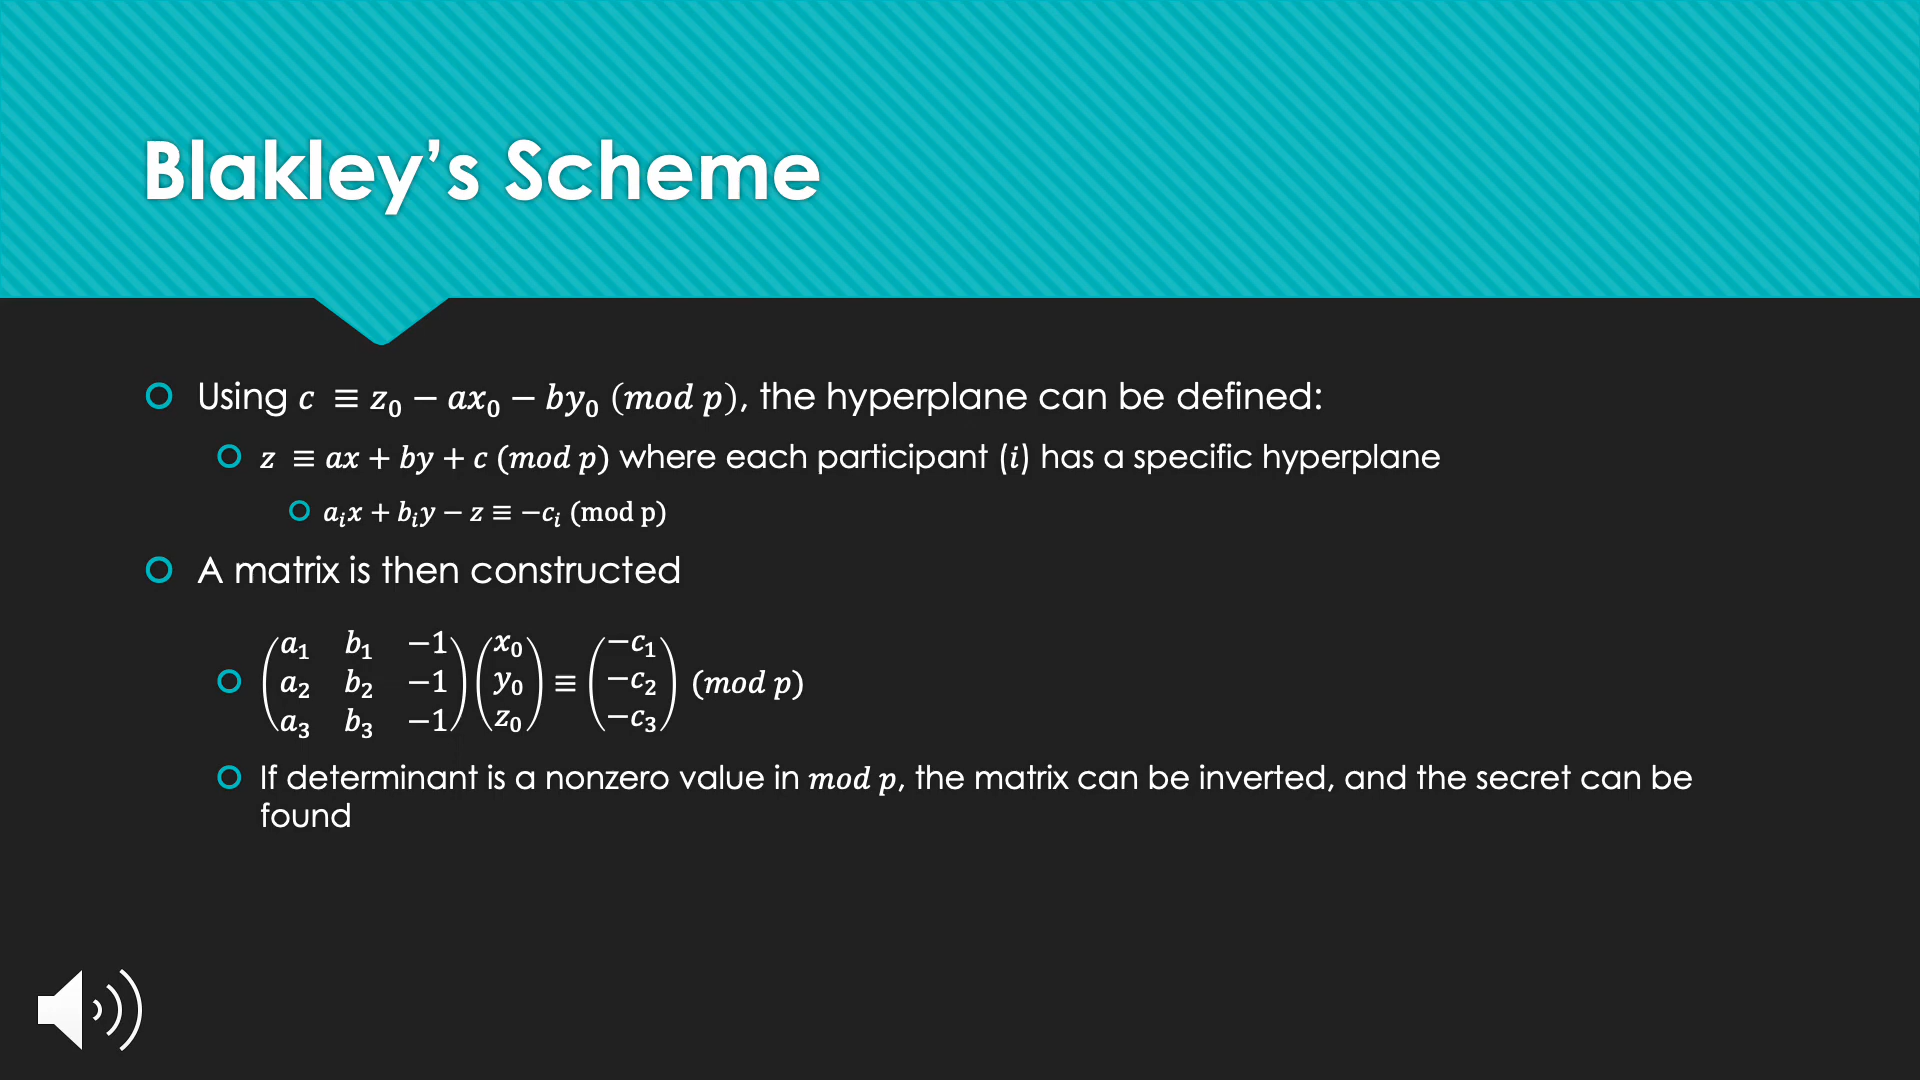 Blakley’s Scheme
Using c ≡ z₀ − ax₀ − by₀ (mod p), the hyperplane can be defined:
z ≡ ax + by + c (mod p) where each participant (i) has a specific hyperplane
aᵢx + bᵢy − z ≡ −cᵢ (mod p)
A matrix is then constructed
(a₁ b₁ −1) (x₀) (−c₁)
(a₂ b₂ −1) (y₀) ≡ (−c₂) (mod p)
(a₃ b₃ −1) (z₀) (−c₃)
If determinant is a nonzero value in mod p, the matrix can be inverted, and the secret can be
found